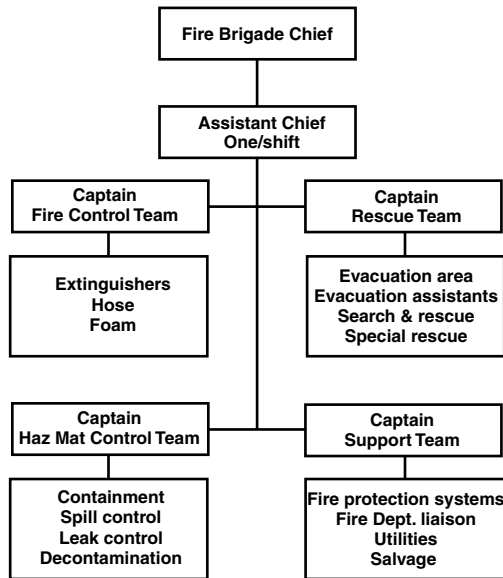 Fire Brigade Chief
Assistant Chief
One/shift
Captain
Fire Control Team
Captain
Rescue Team
Extinguishers
Hose
Foam
Evacuation area
Evacuation assistants
Search & rescue
Special rescue
Captain
Haz Mat Control Team
Captain
Support Team
Containment
Spill control
Leak control
Decontamination
Fire protection systems
Fire Dept. liaison
Utilities
Salvage